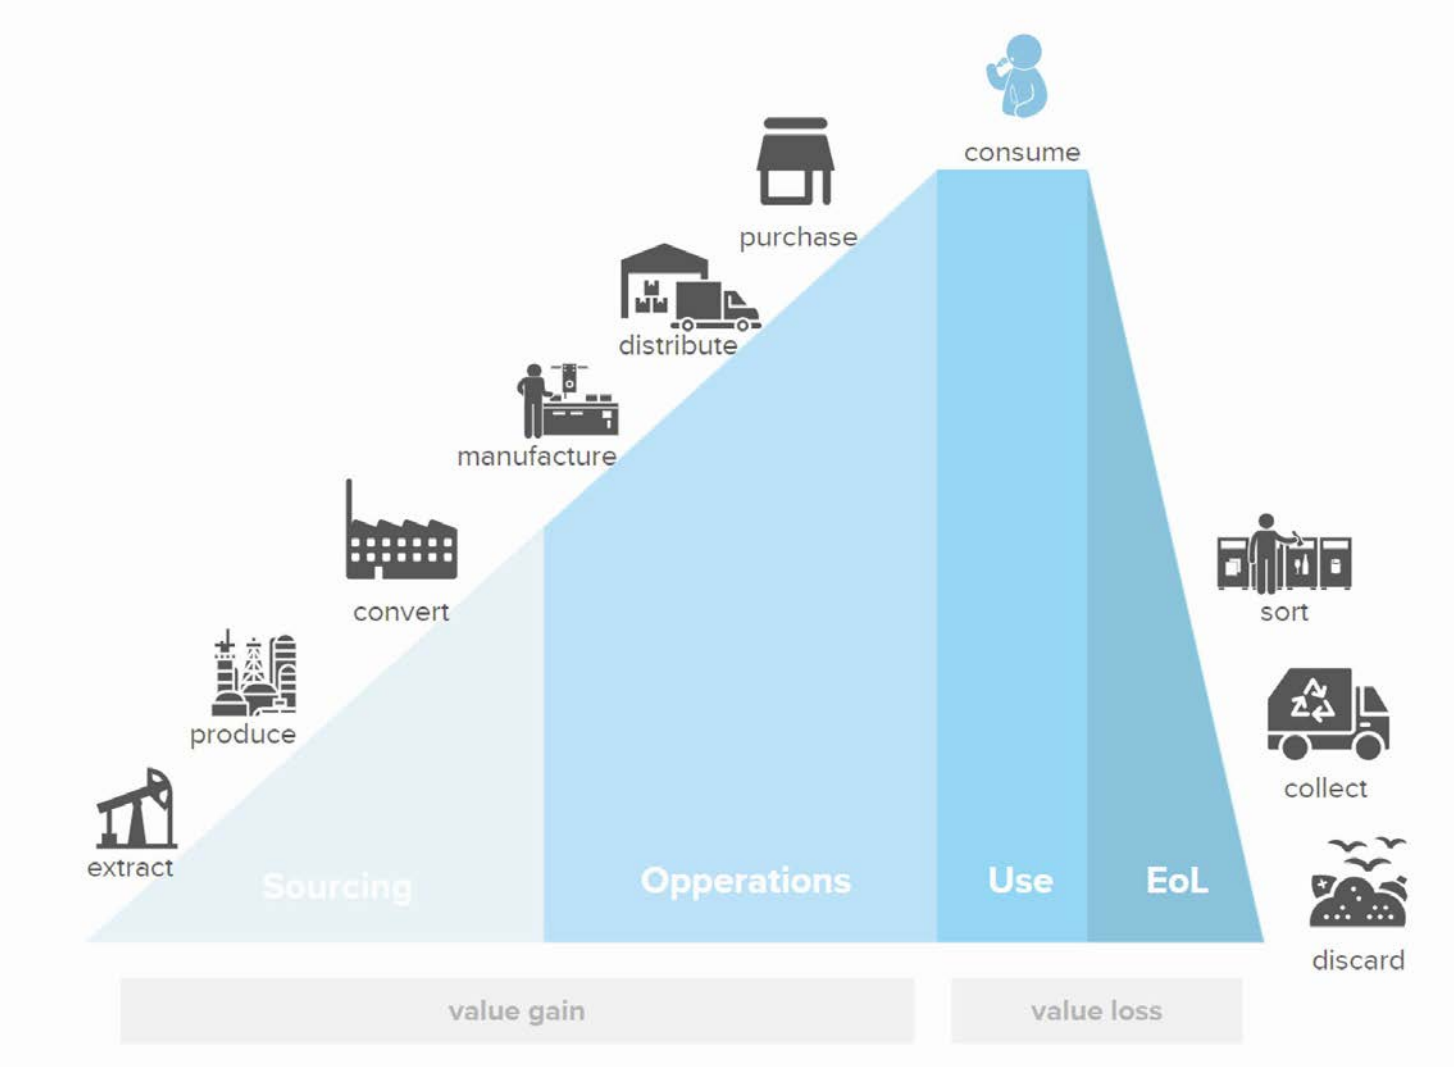 consume
purchase
distribute
manufacture
convert
sort
produce
collect
extract
Sourcing
Opperations
Use
EoL
discard
value gain
value loss